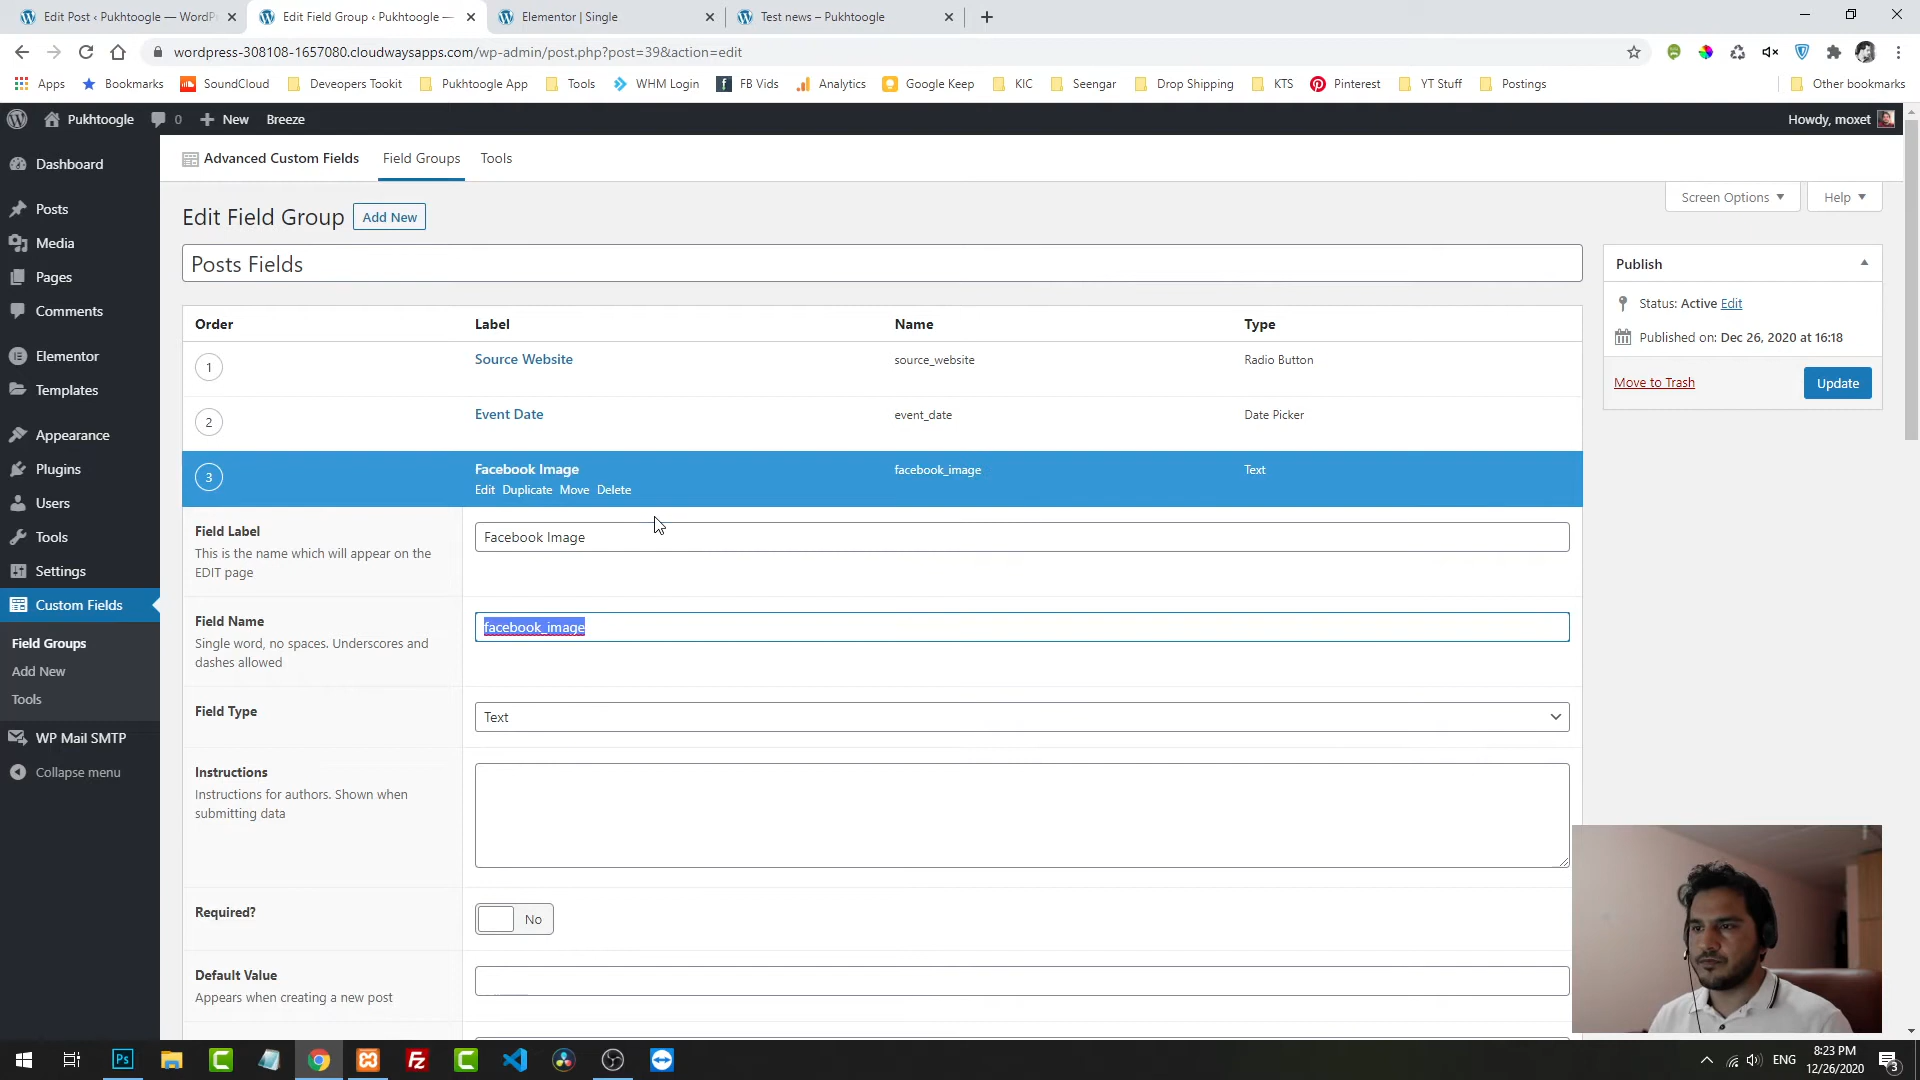 Edit Post ‹ Pukhtoogle — WordP
Edit Field Group ‹ Pukhtoogle —
Elementor | Single
Test news – Pukhtoogle
wordpress-308108-1657080.cloudwaysapps.com/wp-admin/post.php?post=39&action=edit
Apps
Bookmarks
SoundCloud
Deveopers Tookit
Pukhtoogle App
Tools
WHM Login
FB Vids
Analytics
Google Keep
KIC
Seengar
Drop Shipping
KTS
Pinterest
YT Stuff
Postings
Other bookmarks
Pukhtoogle
0
New
Breeze
Howdy, moxet
Dashboard
Posts
Media
Pages
Comments
Elementor
Templates
Appearance
Plugins
Users
Tools
Settings
Custom Fields
Field Groups
Add New
Tools
WP Mail SMTP
Collapse menu
Advanced Custom Fields
Field Groups
Tools
Screen Options
Help
Edit Field Group
Add New
Posts Fields
Order
Label
Name
Type
1
Source Website
source_website
Radio Button
2
Event Date
event_date
Date Picker
3
Facebook Image
facebook_image
Text
Edit Duplicate Move Delete
Field Label
This is the name which will appear on the
EDIT page
Facebook Image
Field Name
Single word, no spaces. Underscores and
dashes allowed
facebook_image
Field Type
Text
Instructions
Instructions for authors. Shown when
submitting data
Required?
No
Default Value
Appears when creating a new post
Publish
Status: Active Edit
Published on: Dec 26, 2020 at 16:18
Move to Trash
Update
Ps
ENG
8:23 PM
12/26/2020
3